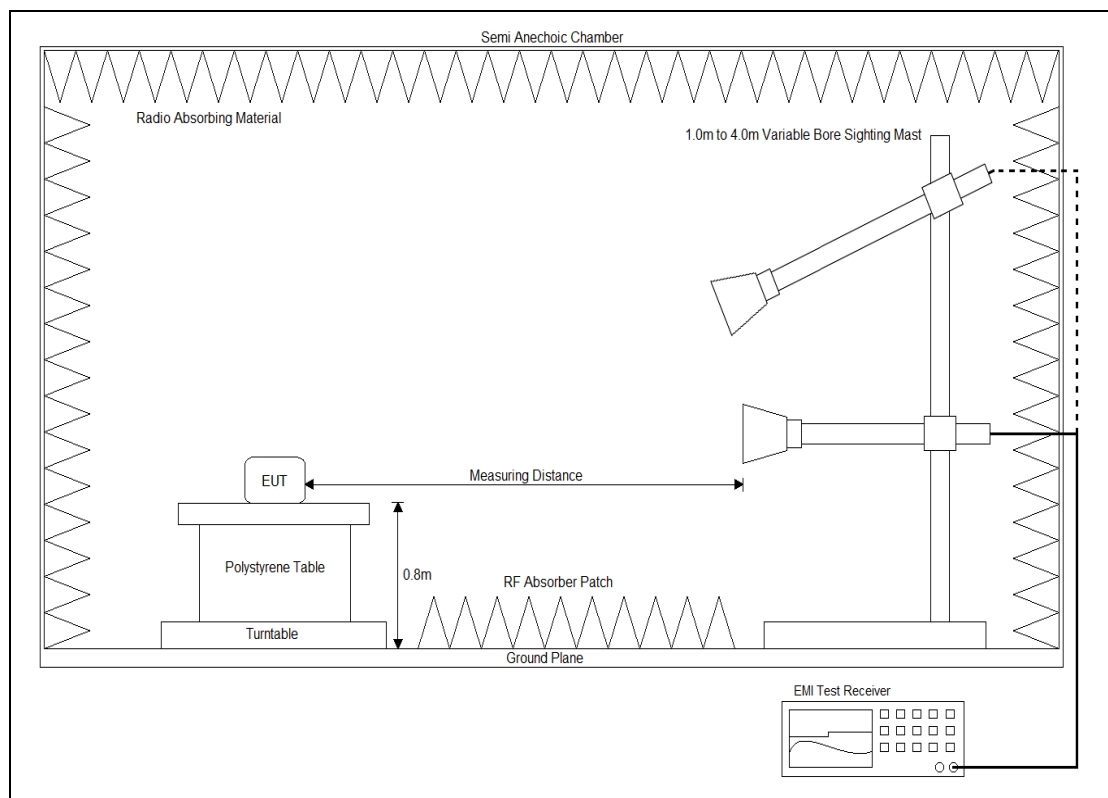 Semi Anechoic Chamber
Radio Absorbing Material
1.0m to 4.0m Variable Bore Sighting Mast
EUT
Measuring Distance
Polystyrene Table
0.8m
RF Absorber Patch
Turntable
Ground Plane
EMI Test Receiver